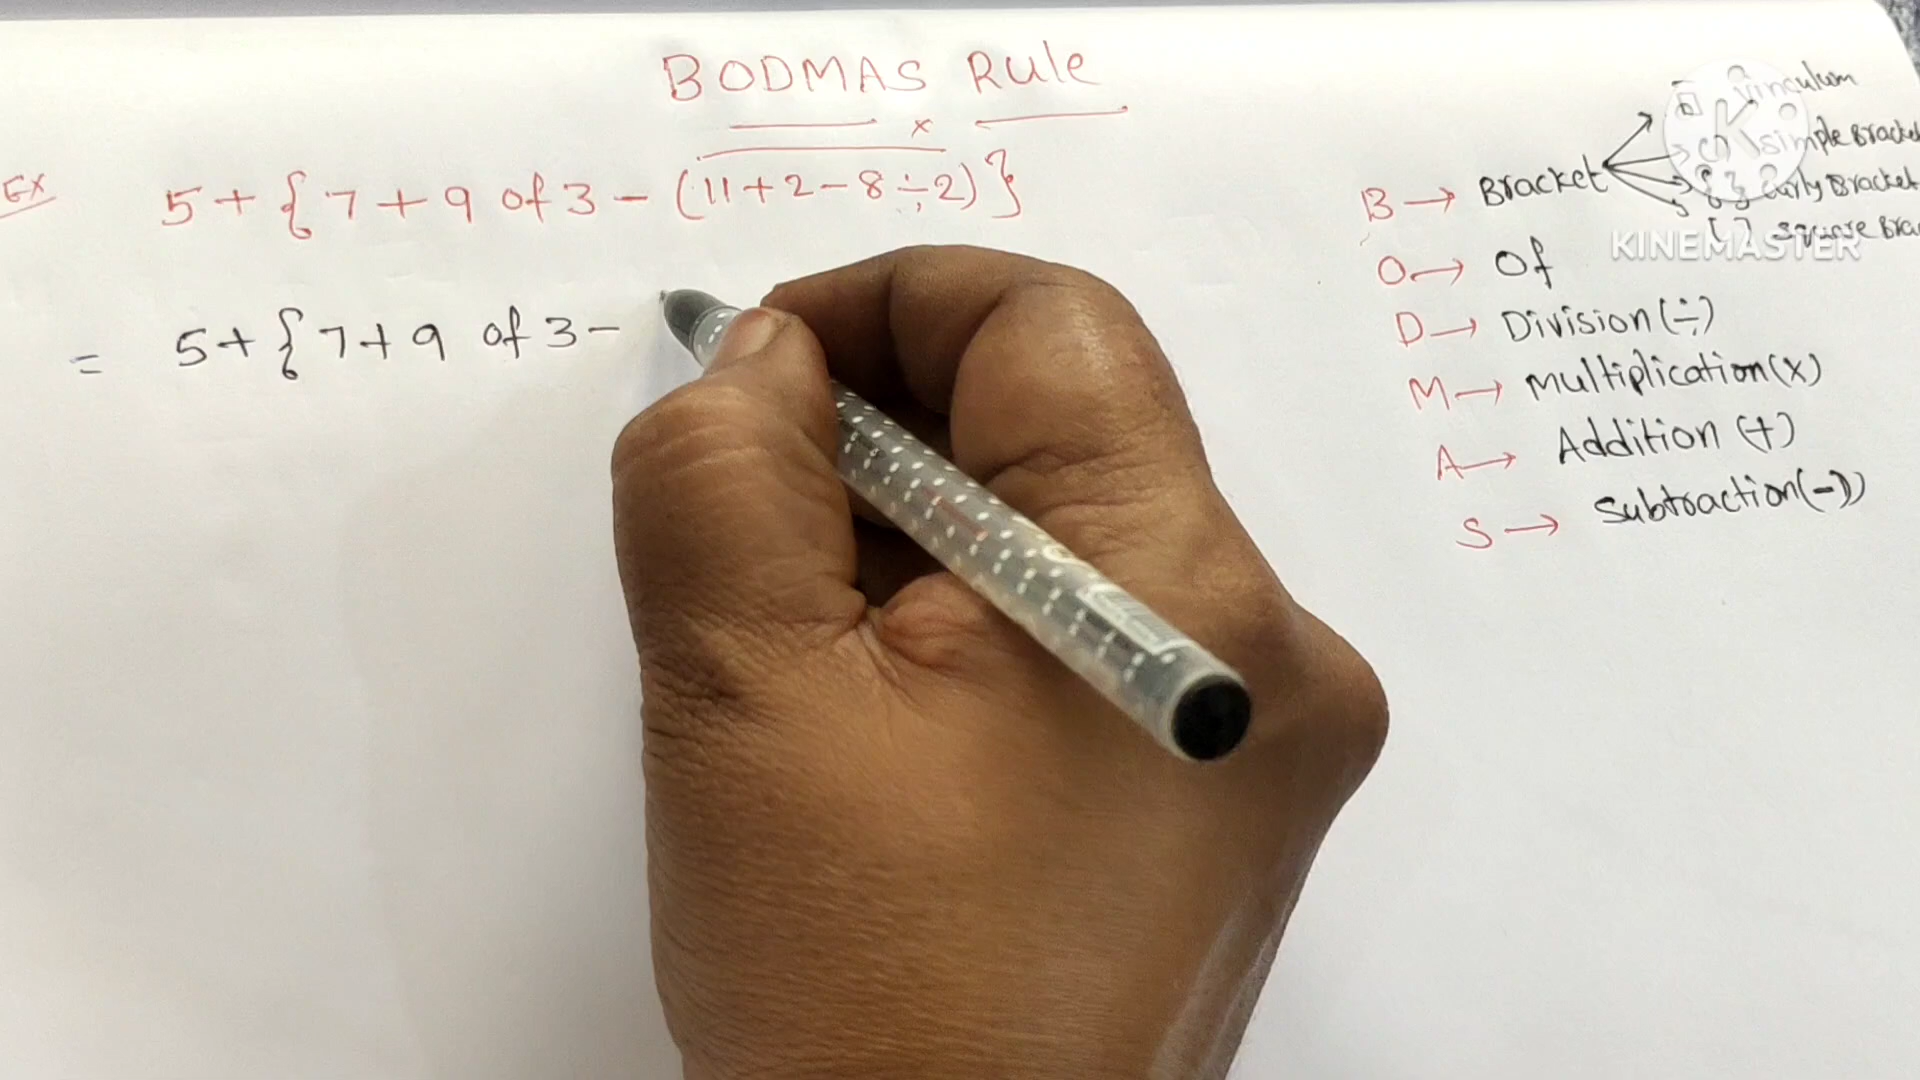 BODMAS Rule
×
Ex 5+{7+9 of 3-(11+2-8÷2)}
= 5+{7+9 of 3-
B → Bracket
Vinculum
( ) simple Bracket
{ } curly Bracket
[ ] square Bra
O → Of
D → Division(÷)
M → Multiplication(x)
A → Addition (+)
S → Subtraction(-)
KINEMASTER